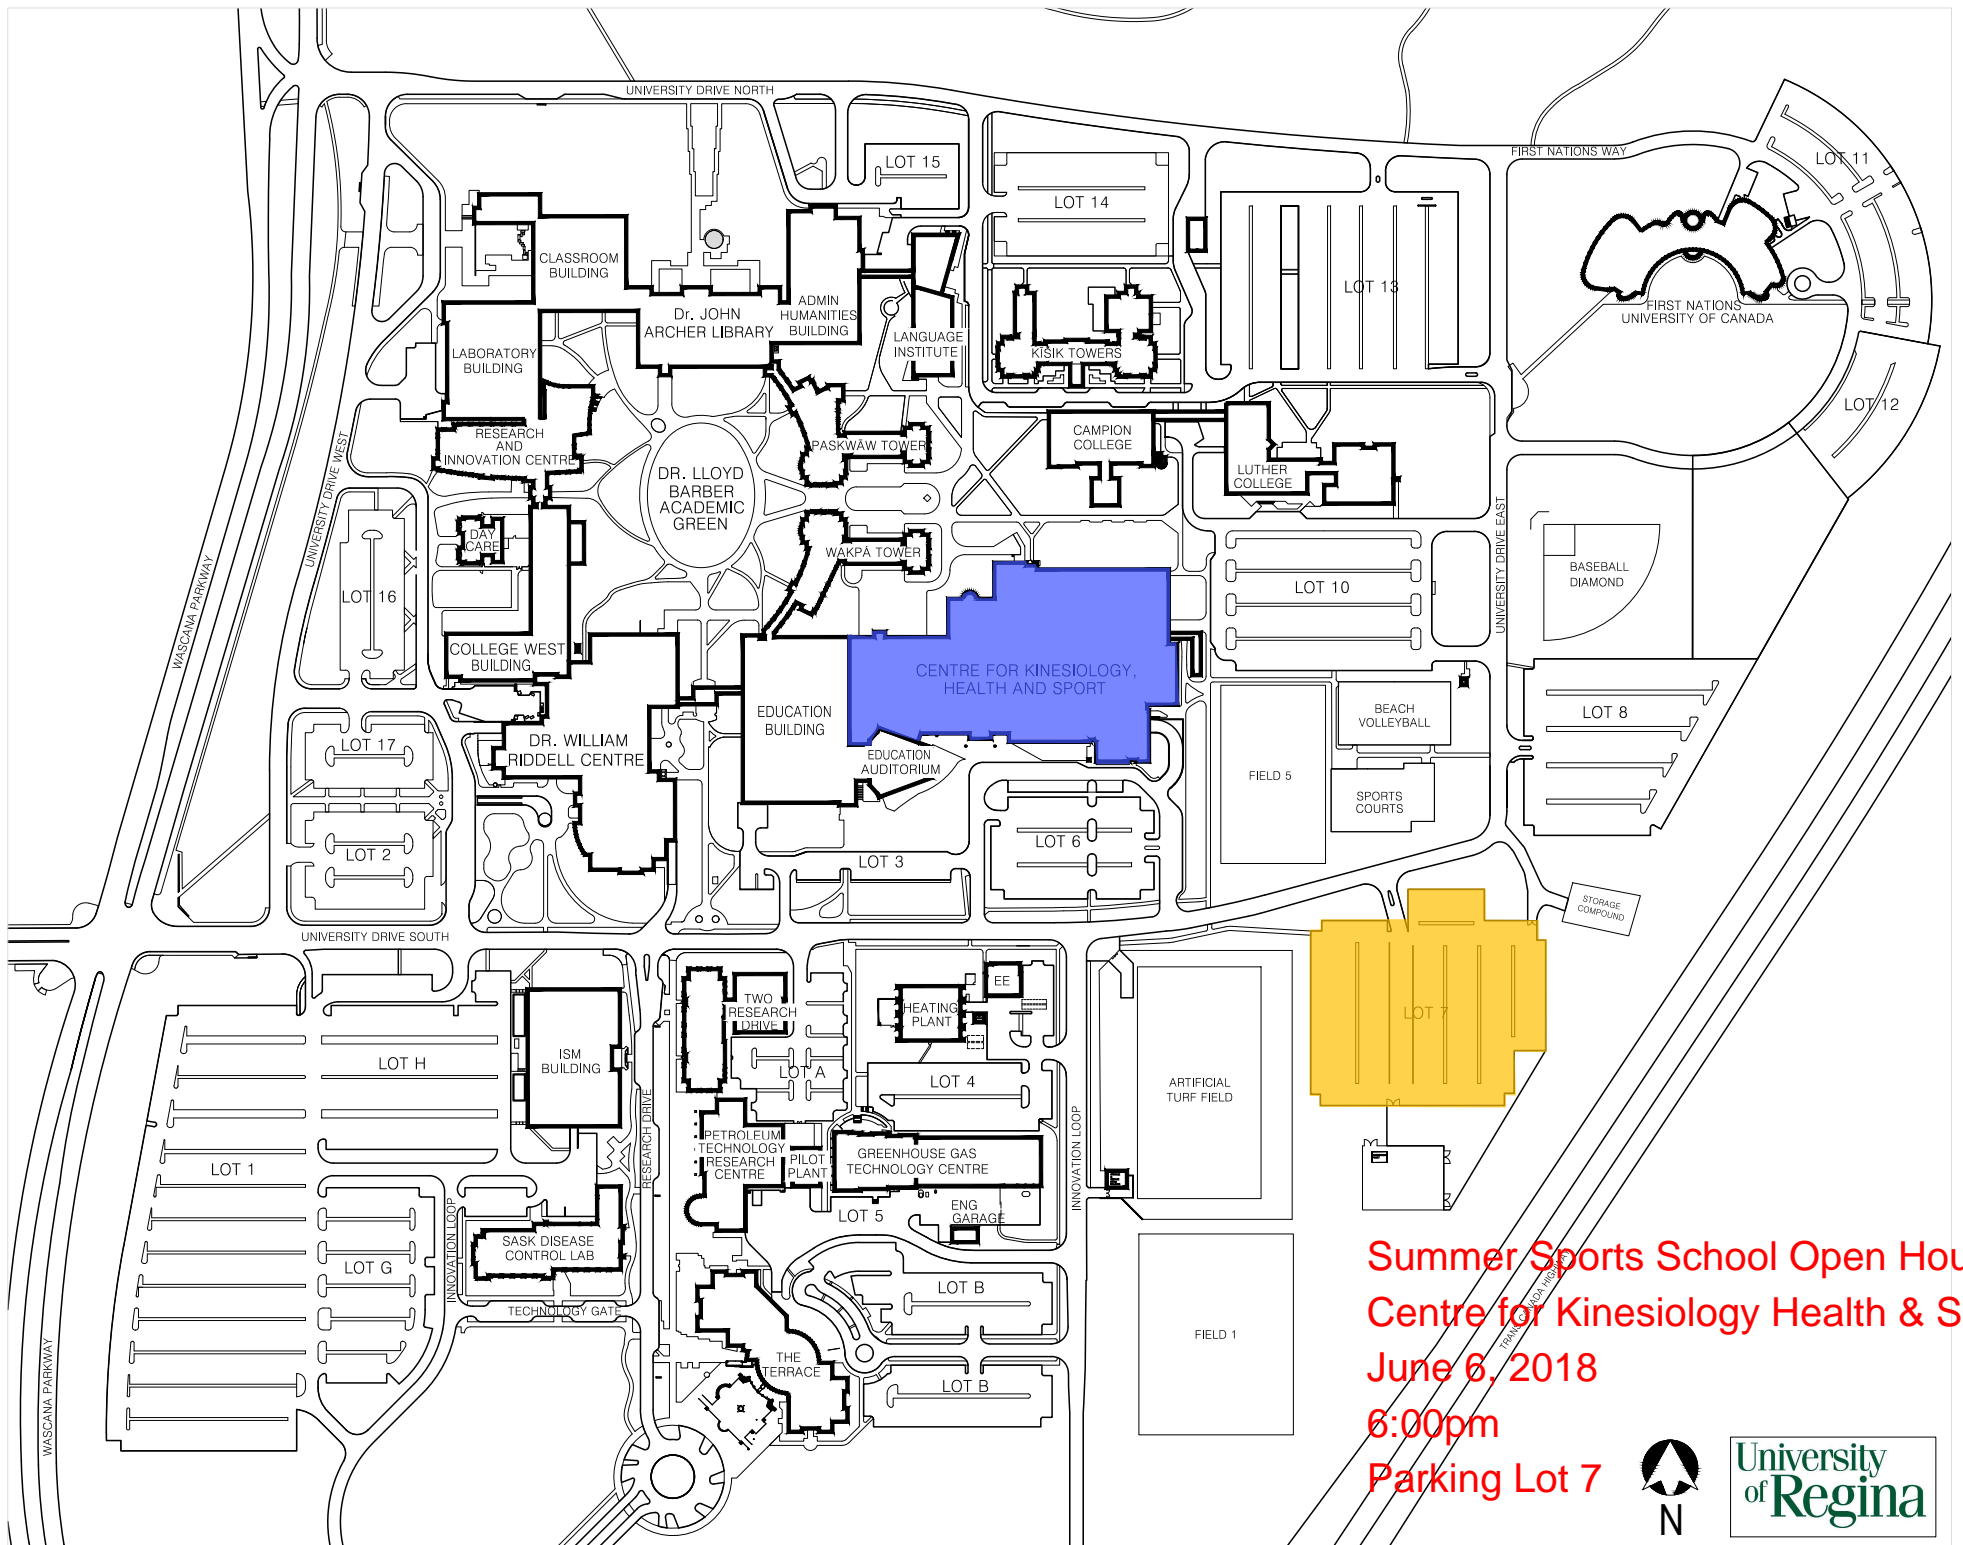 UNIVERSITY DRIVE NORTH
FIRST NATIONS WAY
LOT 11
LOT 15
LOT 14
CLASSROOM
BUILDING
LOT 13
ADMIN
HUMANITIES
BUILDING
Dr. JOHN
ARCHER LIBRARY
FIRST NATIONS
UNIVERSITY OF CANADA
LANGUAGE
INSTITUTE
KĪSIK TOWERS
LABORATORY
BUILDING
LOT 12
RESEARCH
AND
INNOVATION CENTRE
PASKWĀW TOWER
CAMPION
COLLEGE
LUTHER
COLLEGE
DR. LLOYD
BARBER
ACADEMIC
GREEN
UNIVERSITY DRIVE WEST
UNIVERSITY DRIVE EAST
DAY
CARE
WAKPĀ TOWER
BASEBALL
DIAMOND
WASCANA PARKWAY
LOT 16
LOT 10
COLLEGE WEST
BUILDING
CENTRE FOR KINESIOLOGY,
HEALTH AND SPORT
EDUCATION
BUILDING
BEACH
VOLLEYBALL
LOT 8
LOT 17
DR. WILLIAM
RIDDELL CENTRE
EDUCATION
AUDITORIUM
FIELD 5
SPORTS
COURTS
LOT 2
LOT 3
LOT 6
STORAGE
COMPOUND
UNIVERSITY DRIVE SOUTH
TWO
RESEARCH
DRIVE
HEATING
PLANT
EE
LOT 7
ISM
BUILDING
LOT H
LOT A
LOT 4
ARTIFICIAL
TURF FIELD
RESEARCH DRIVE
INNOVATION LOOP
PETROLEUM
TECHNOLOGY
RESEARCH
CENTRE
PILOT
PLANT
GREENHOUSE GAS
TECHNOLOGY CENTRE
LOT 1
LOT 5
ENG
GARAGE
INNOVATION LOOP
SASK DISEASE
CONTROL LAB
LOT G
TECHNOLOGY GATE
LOT B
FIELD 1
THE
TERRACE
LOT B
WASCANA PARKWAY
TRANS CANADA HIGHWAY
Summer Sports School Open Hou
Centre for Kinesiology Health & S
June 6, 2018
6:00pm
Parking Lot 7
N
University
of Regina